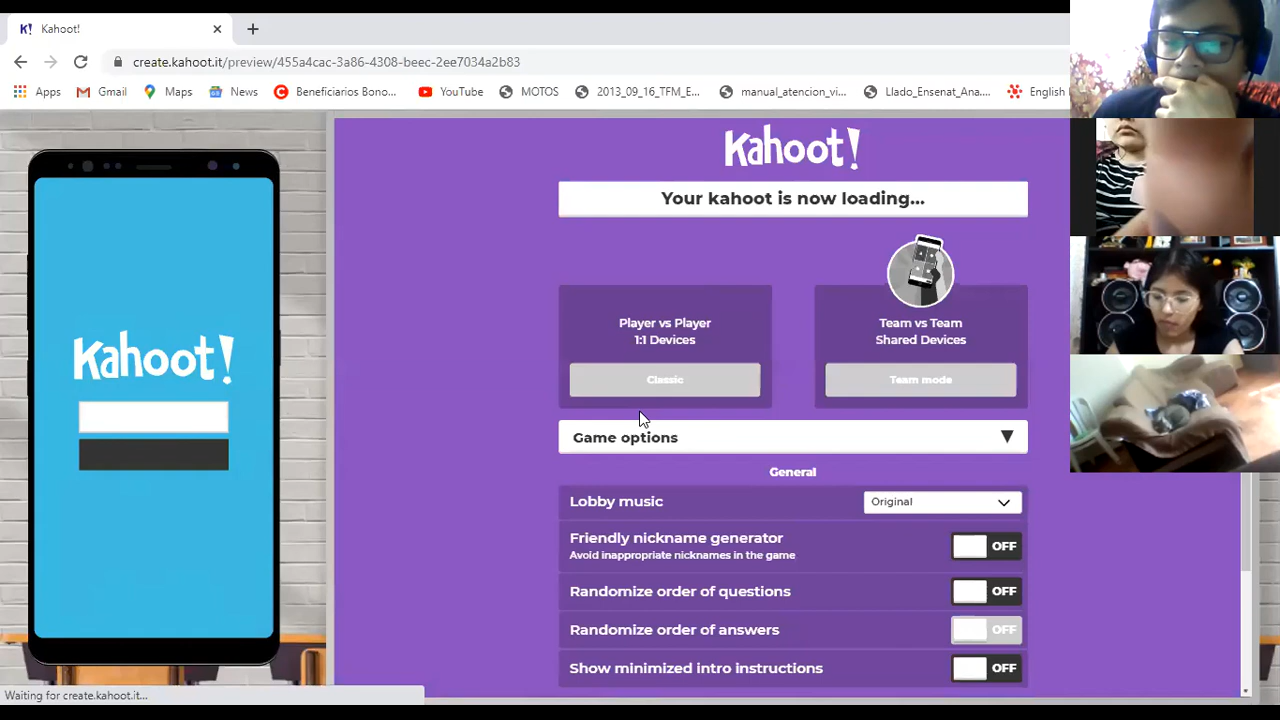 Kahoot!
create.kahoot.it/preview/455a4cac-3a86-4308-beec-2ee7034a2b83
Apps Gmail Maps News Beneficiarios Bono... YouTube MOTOS 2013_09_16_TFM_E... manual_atencion_vi... Llado_Ensenat_Ana.... English
Kahoot!
Kahoot!
Your kahoot is now loading...
Player vs Player
1:1 Devices
Classic
Team vs Team
Shared Devices
Team mode
Game options
General
Lobby music Original
Friendly nickname generator
Avoid inappropriate nicknames in the game
OFF
Randomize order of questions OFF
Randomize order of answers OFF
Show minimized intro instructions OFF
Waiting for create.kahoot.it...